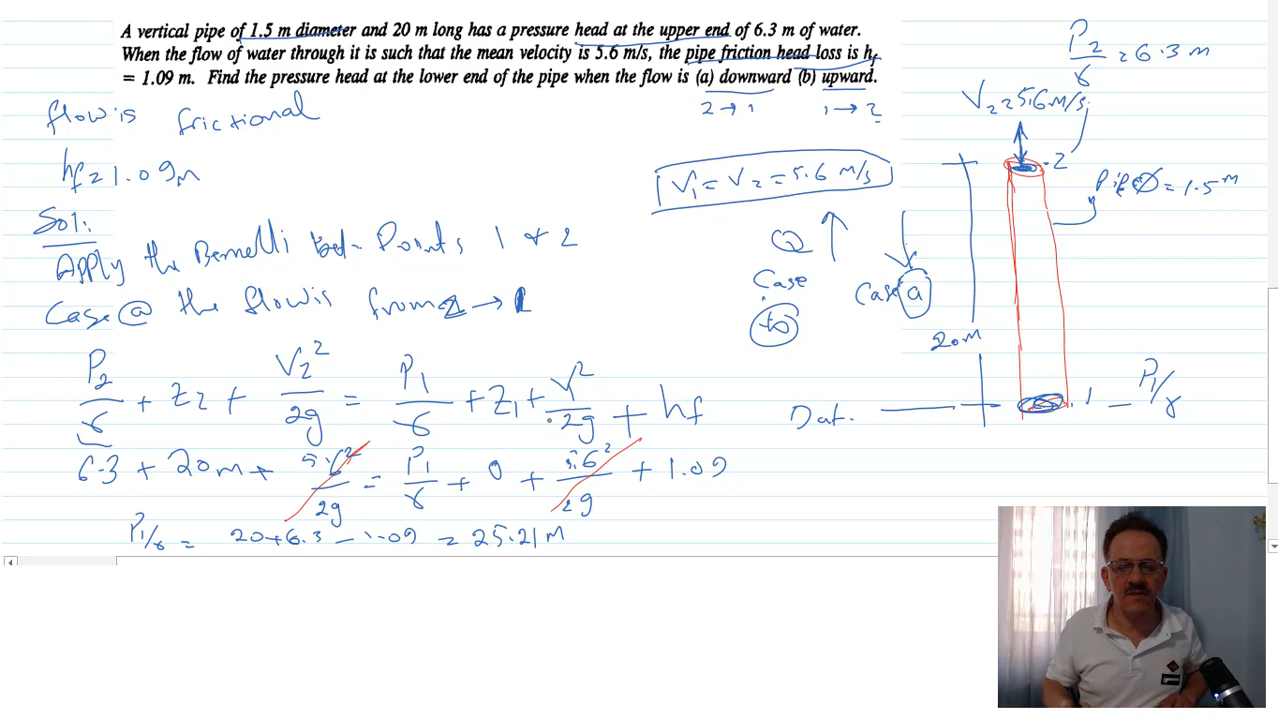 A vertical pipe of 1.5 m diameter and 20 m long has a pressure head at the upper end of 6.3 m of water.
When the flow of water through it is such that the mean velocity is 5.6 m/s, the pipe friction head loss is hf
= 1.09 m. Find the pressure head at the lower end of the pipe when the flow is (a) downward (b) upward.
2 → 1 1 → 2
P2/γ = 6.3 m
V2 = 5.6 m/s
2
Pipe Ø = 1.5 m
flow is frictional
hf = 1.09 m
V1 = V2 = 5.6 m/s
Sol:
Apply the Bernelli bet. Points 1 & 2
Case @ the flow is from 2 → 1
Q
Case
b
Case a
20 m
Dat.
1
P1/γ
P2/γ + Z2 + V2²/2g = P1/γ + Z1 + V²/2g + hf
6.3 + 20m + 5.6²/2g = P1/γ + 0 + 5.6²/2g + 1.09
P1/γ = 20+6.3 - 1.09 = 25.21 M